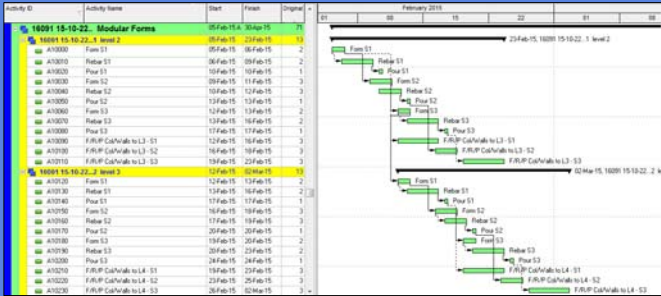 Activity ID Activity Name Start Finish Original February 2015
01 08 15 22 01 08
16091 15-10-22.. Modular Forms 05-Feb-15 A 30-Apr-15 71
16091 15-10-22...1 level 2 05-Feb-15 A 23-Feb-15 13 23-Feb-15, 16091 15-10-22...1 level 2
A10000 Form S1 05-Feb-15 06-Feb-15 2 Form S1
A10010 Rebar S1 06-Feb-15 09-Feb-15 2 Rebar S1
A10020 Pour S1 10-Feb-15 10-Feb-15 1 Pour S1
A10030 Form S2 09-Feb-15 11-Feb-15 3 Form S2
A10040 Rebar S2 10-Feb-15 12-Feb-15 3 Rebar S2
A10050 Pour S2 13-Feb-15 13-Feb-15 1 Pour S2
A10060 Form S3 12-Feb-15 13-Feb-15 2 Form S3
A10070 Rebar S3 13-Feb-15 16-Feb-15 2 Rebar S3
A10080 Pour S3 17-Feb-15 17-Feb-15 1 Pour S3
A10090 F/R/P Col/Walls to L3 - S1 F/R/P Col/Walls to L3 - S1
A10100 F/R/P Col/Walls to L3 - S2 16-Feb-15 18-Feb-15 3 F/R/P Col/Walls to L3 - S2
A10110 F/R/P Col/Walls to L3 - S3 19-Feb-15 23-Feb-15 3 F/R/P Col/Walls to L3 - S3
16091 15-10-22...2 level 3 12-Feb-15 02-Mar-15 13 02-Mar-15, 16091 15-10-22...2 level
A10120 Form S1 12-Feb-15 13-Feb-15 2 Form S1
A10130 Rebar S1 13-Feb-15 16-Feb-15 2 Rebar S1
A10140 Pour S1 17-Feb-15 17-Feb-15 1 Pour S1
A10150 Form S2 16-Feb-15 18-Feb-15 3 Form S2
A10160 Rebar S2 17-Feb-15 19-Feb-15 3 Rebar S2
A10170 Pour S2 20-Feb-15 20-Feb-15 1 Pour S2
A10180 Form S3 19-Feb-15 20-Feb-15 2 Form S3
A10190 Rebar S3 20-Feb-15 23-Feb-15 2 Rebar S3
A10200 Pour S3 24-Feb-15 24-Feb-15 1 Pour S3
A10210 F/R/P Col/Walls to L4 - S1 19-Feb-15 23-Feb-15 3 F/R/P Col/Walls to L4 - S1
A10220 F/R/P Col/Walls to L4 - S2 23-Feb-15 25-Feb-15 3 F/R/P Col/Walls to L4 - S2
A10230 F/R/P Col/Walls to L4 - S3 26-Feb-15 02-Mar-15 3 F/R/P Col/Walls to L4 - S3